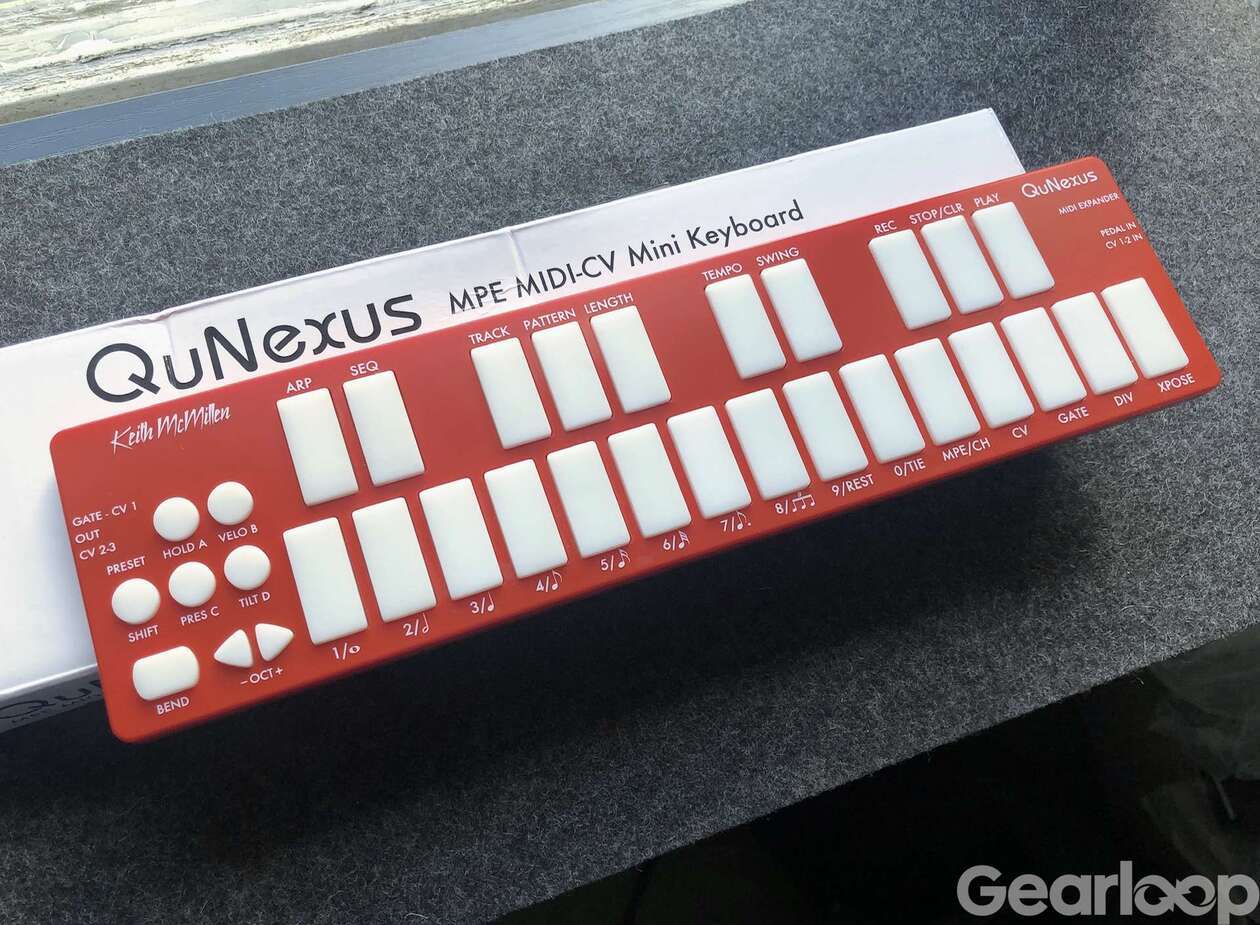 QuNexus MPE MIDI-CV Mini Keyboard
QuNexus
MIDI EXPANDER
PEDAL IN
CV 1-2 IN
REC STOP/CLR PLAY
TEMPO SWING
TRACK PATTERN LENGTH
ARP SEQ
Keith McMillen
GATE - CV 1
OUT
CV 2-3
HOLD A VELO B
PRESET
SHIFT PRES C TILT D
BEND - OCT +
1/𝅝 2/𝅗𝅥 3/♩ 4/♪ 5/𝅘𝅥𝅯 6/𝅘𝅥𝅰 7/♪. 8/3♫ 9/REST 0/TIE MPE/CH CV GATE DIV XPOSE
Gearloop